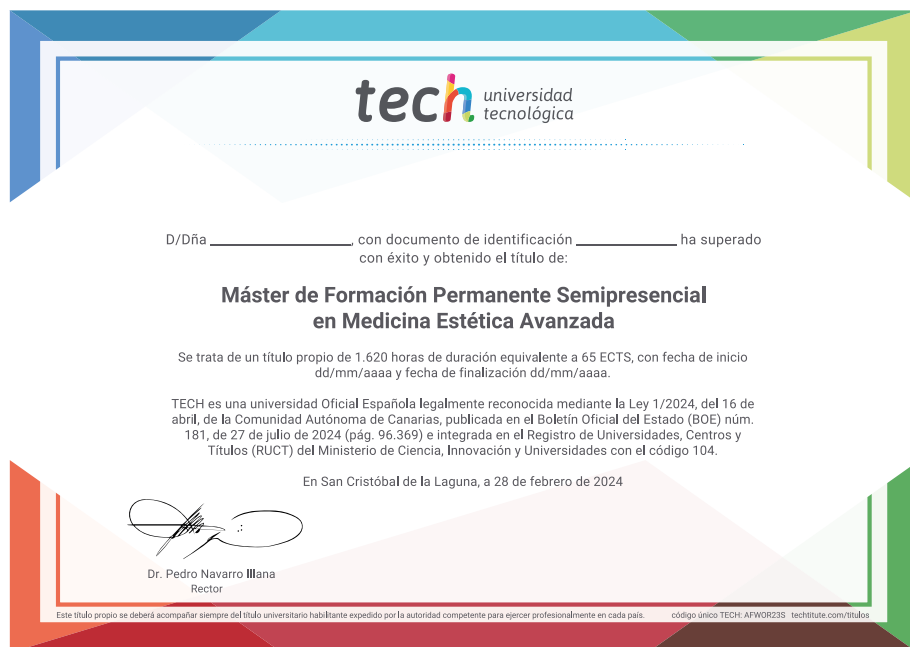 tech universidad
tecnológica
D/Dña ______________, con documento de identificación __________ ha superado
con éxito y obtenido el título de:
Máster de Formación Permanente Semipresencial
en Medicina Estética Avanzada
Se trata de un título propio de 1.620 horas de duración equivalente a 65 ECTS, con fecha de inicio
dd/mm/aaaa y fecha de finalización dd/mm/aaaa.
TECH es una universidad Oficial Española legalmente reconocida mediante la Ley 1/2024, del 16 de
abril, de la Comunidad Autónoma de Canarias, publicada en el Boletín Oficial del Estado (BOE) núm.
181, de 27 de julio de 2024 (pág. 96.369) e integrada en el Registro de Universidades, Centros y
Títulos (RUCT) del Ministerio de Ciencia, Innovación y Universidades con el código 104.
En San Cristóbal de la Laguna, a 28 de febrero de 2024
Dr. Pedro Navarro Illana
Rector
Este título propio se deberá acompañar siempre del título universitario habilitante expedido por la autoridad competente para ejercer profesionalmente en cada país. código único TECH: AFWOR23S techtitute.com/titulos